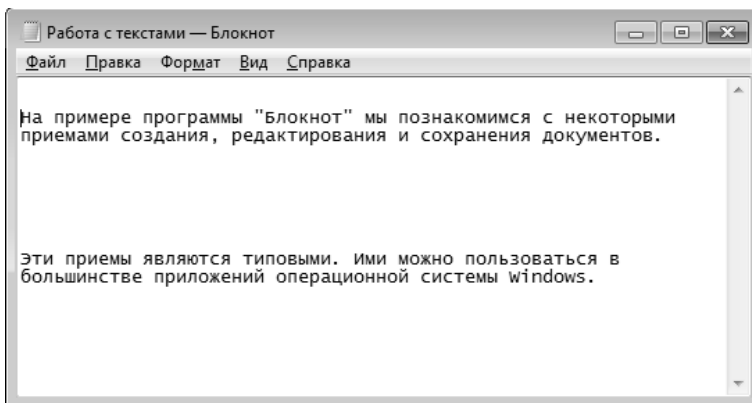 Работа с текстами — Блокнот
Файл Правка Формат Вид Справка
На примере программы "Блокнот" мы познакомимся с некоторыми
приемами создания, редактирования и сохранения документов.
Эти приемы являются типовыми. Ими можно пользоваться в
большинстве приложений операционной системы Windows.